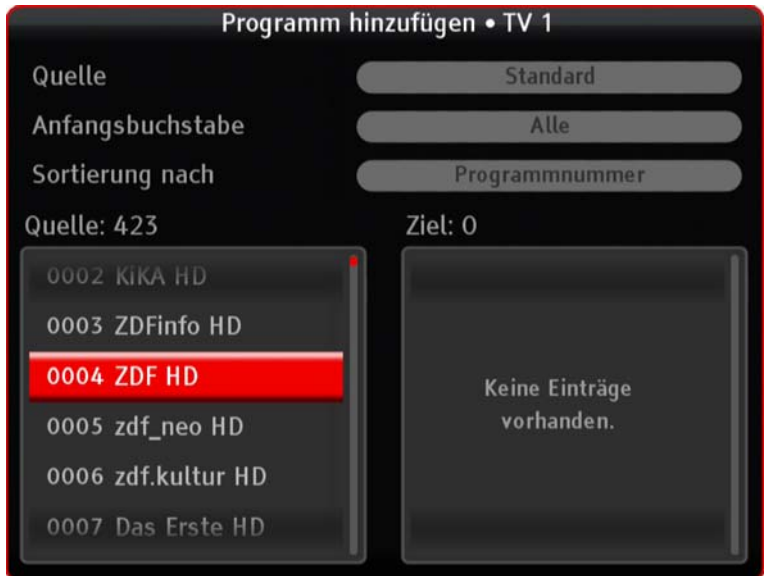 Programm hinzufügen • TV 1
Quelle Standard
Anfangsbuchstabe Alle
Sortierung nach Programmnummer
Quelle: 423 Ziel: 0
0002 KiKA HD
0003 ZDFinfo HD
0004 ZDF HD
0005 zdf_neo HD
0006 zdf.kultur HD
0007 Das Erste HD
Keine Einträge
vorhanden.